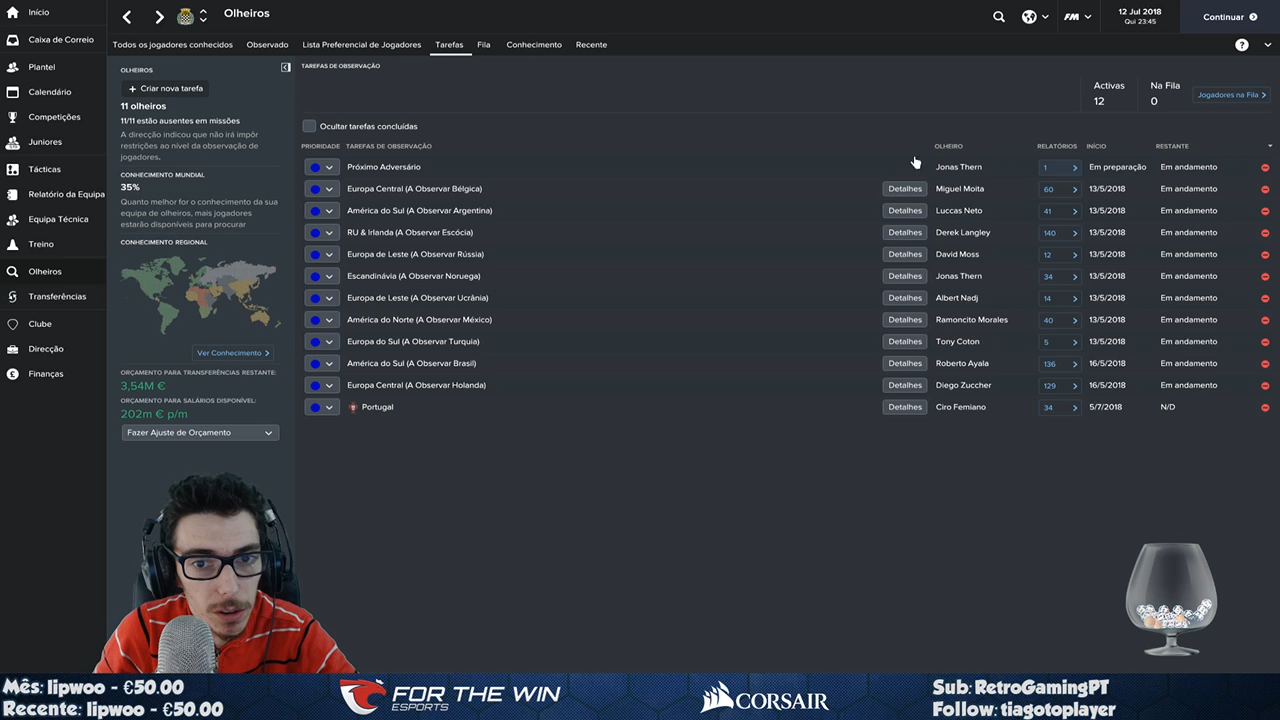 Início
Caixa de Correio
Plantel
Calendário
Competições
Juniores
Tácticas
Relatório da Equipa
Equipa Técnica
Treino
Olheiros
Transferências
Clube
Direcção
Finanças
Olheiros
FM
12 Jul 2018
Qui 23:45
Continuar
Todos os jogadores conhecidos
Observado
Lista Preferencial de Jogadores
Tarefas
Fila
Conhecimento
Recente
?
OLHEIROS
+ Criar nova tarefa
11 olheiros
11/11 estão ausentes em missões
A direcção indicou que não irá impôr
restrições ao nível da observação de
jogadores.
CONHECIMENTO MUNDIAL
35%
Quanto melhor for o conhecimento da sua
equipa de olheiros, mais jogadores
estarão disponíveis para procurar
CONHECIMENTO REGIONAL
Ver Conhecimento
ORÇAMENTO PARA TRANSFERÊNCIAS RESTANTE:
3,54M €
ORÇAMENTO PARA SALÁRIOS DISPONÍVEL:
202m € p/m
Fazer Ajuste de Orçamento
TAREFAS DE OBSERVAÇÃO
Activas
12
Na Fila
0
Jogadores na Fila
Ocultar tarefas concluídas
PRIORIDADE TAREFAS DE OBSERVAÇÃO OLHEIRO RELATÓRIOS INÍCIO RESTANTE
Próximo Adversário Jonas Thern 1 Em preparação Em andamento
Europa Central (A Observar Bélgica) Detalhes Miguel Moita 60 13/5/2018 Em andamento
América do Sul (A Observar Argentina) Detalhes Luccas Neto 41 13/5/2018 Em andamento
RU & Irlanda (A Observar Escócia) Detalhes Derek Langley 140 13/5/2018 Em andamento
Europa de Leste (A Observar Rússia) Detalhes David Moss 12 13/5/2018 Em andamento
Escandinávia (A Observar Noruega) Detalhes Jonas Thern 34 13/5/2018 Em andamento
Europa de Leste (A Observar Ucrânia) Detalhes Albert Nadj 14 13/5/2018 Em andamento
América do Norte (A Observar México) Detalhes Ramoncito Morales 40 13/5/2018 Em andamento
Europa do Sul (A Observar Turquia) Detalhes Tony Coton 5 13/5/2018 Em andamento
América do Sul (A Observar Brasil) Detalhes Roberto Ayala 136 16/5/2018 Em andamento
Europa Central (A Observar Holanda) Detalhes Diego Zuccher 129 16/5/2018 Em andamento
Portugal Detalhes Ciro Femiano 34 5/7/2018 N/D
Mês: lipwoo - €50.00
Recente: lipwoo - €50.00
FOR THE WIN
ESPORTS
CORSAIR
Sub: RetroGamingPT
Follow: tiagotoplayer